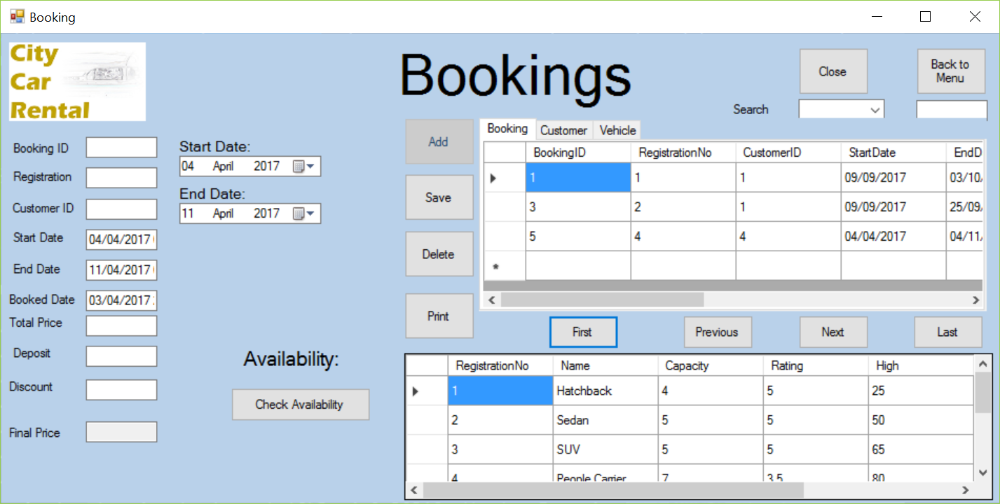 Booking
City
Car
Rental
Bookings
Close
Back to
Menu
Search
Booking ID
Registration
Customer ID
Start Date
04/04/2017
End Date
11/04/2017
Booked Date
03/04/2017
Total Price
Deposit
Discount
Final Price
Start Date:
04 April 2017
End Date:
11 April 2017
Availability:
Check Availability
Add
Save
Delete
Print
Booking Customer Vehicle
BookingID RegistrationNo CustomerID StartDate EndD
1 1 1 09/09/2017 03/10/
3 2 1 09/09/2017 25/09/
5 4 4 04/04/2017 04/11/
*
First Previous Next Last
RegistrationNo Name Capacity Rating High
1 Hatchback 4 5 25
2 Sedan 5 5 50
3 SUV 5 5 65
4 People Carrier 7 3.5 80